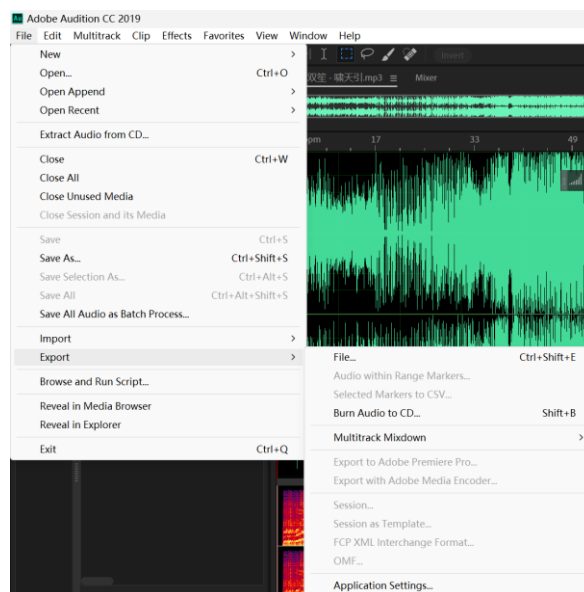 Adobe Audition CC 2019
File Edit Multitrack Clip Effects Favorites View Window Help
New
Open... Ctrl+O
Open Append
Open Recent
Extract Audio from CD...
Close Ctrl+W
Close All
Close Unused Media
Close Session and its Media
Save Ctrl+S
Save As... Ctrl+Shift+S
Save Selection As... Ctrl+Alt+S
Save All Ctrl+Alt+Shift+S
Save All Audio as Batch Process...
Import
Export
Browse and Run Script...
Reveal in Media Browser
Reveal in Explorer
Exit Ctrl+Q
Invert
双笙 - 啸天引.mp3 Mixer
bpm 17 33 49
File... Ctrl+Shift+E
Audio within Range Markers...
Selected Markers to CSV...
Burn Audio to CD... Shift+B
Multitrack Mixdown
Export to Adobe Premiere Pro...
Export with Adobe Media Encoder...
Session...
Session as Template...
FCP XML Interchange Format...
OMF...
Application Settings...